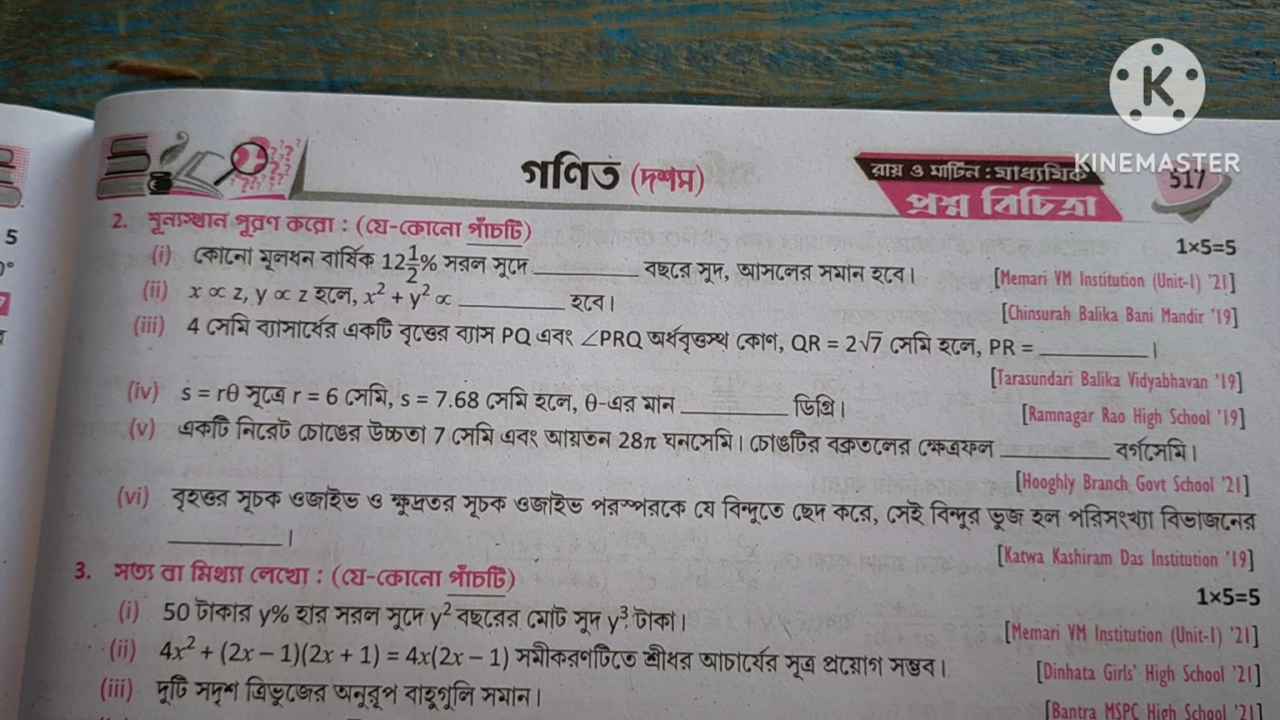 K
KINEMASTER
গণিত (দশম)
রায় ও মার্টিন : মাধ্যমিক
প্রশ্ন বিচিত্রা
517
5
2. শূন্যস্থান পূরণ করো : (যে-কোনো পাঁচটি)
1×5=5
(i) কোনো মূলধন বার্ষিক 12 1/2% সরল সুদে ________ বছরে সুদ, আসলের সমান হবে।
[Memari VM Institution (Unit-I) '21]
(ii) x ∝ z, y ∝ z হলে, x² + y² ∝ ________ হবে।
[Chinsurah Balika Bani Mandir '19]
(iii) 4 সেমি ব্যাসার্ধের একটি বৃত্তের ব্যাস PQ এবং ∠PRQ অর্ধবৃত্তস্থ কোণ, QR = 2√7 সেমি হলে, PR = ________ ।
[Tarasundari Balika Vidyabhavan '19]
(iv) s = rθ সূত্রে r = 6 সেমি, s = 7.68 সেমি হলে, θ-এর মান ________ ডিগ্রি।
[Ramnagar Rao High School '19]
(v) একটি নিরেট চোঙের উচ্চতা 7 সেমি এবং আয়তন 28π ঘনসেমি। চোঙটির বক্রতলের ক্ষেত্রফল ________ বর্গসেমি।
[Hooghly Branch Govt School '21]
(vi) বৃহত্তর সূচক ওজাইভ ও ক্ষুদ্রতর সূচক ওজাইভ পরস্পরকে যে বিন্দুতে ছেদ করে, সেই বিন্দুর ভুজ হল পরিসংখ্যা বিভাজনের
________ ।
[Katwa Kashiram Das Institution '19]
3. সত্য বা মিথ্যা লেখো : (যে-কোনো পাঁচটি)
1×5=5
(i) 50 টাকার y% হার সরল সুদে y² বছরের মোট সুদ y³ টাকা।
[Memari VM Institution (Unit-I) '21]
(ii) 4x² + (2x − 1)(2x + 1) = 4x(2x − 1) সমীকরণটিতে শ্রীধর আচার্যের সূত্র প্রয়োগ সম্ভব।
[Dinhata Girls' High School '21]
(iii) দুটি সদৃশ ত্রিভুজের অনুরূপ বাহুগুলি সমান।
[Bantra MSPC High School '21]